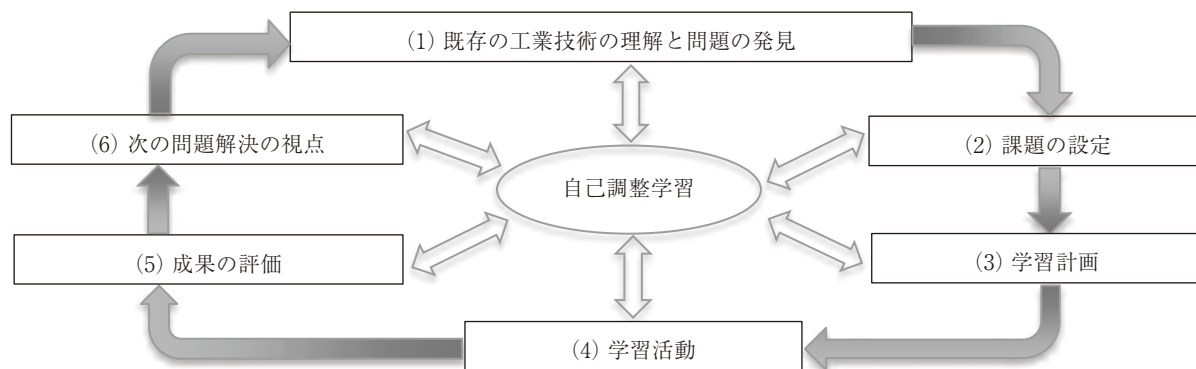 (1) 既存の工業技術の理解と問題の発見
(6) 次の問題解決の視点
(2) 課題の設定
自己調整学習
(5) 成果の評価
(3) 学習計画
(4) 学習活動